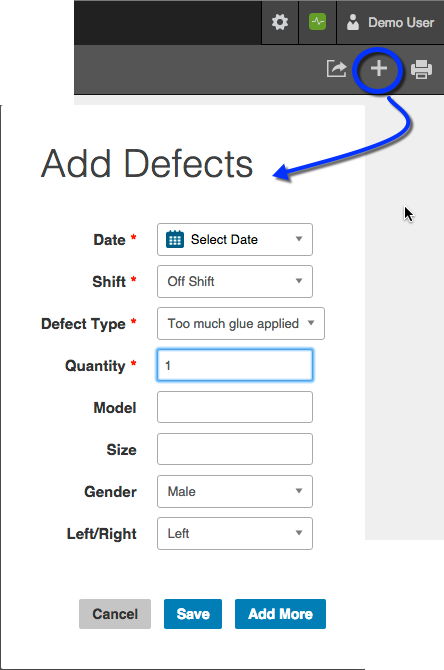 Demo User
Add Defects
Date * Select Date
Shift * Off Shift
Defect Type * Too much glue applied
Quantity * 1
Model
Size
Gender Male
Left/Right Left
Cancel Save Add More